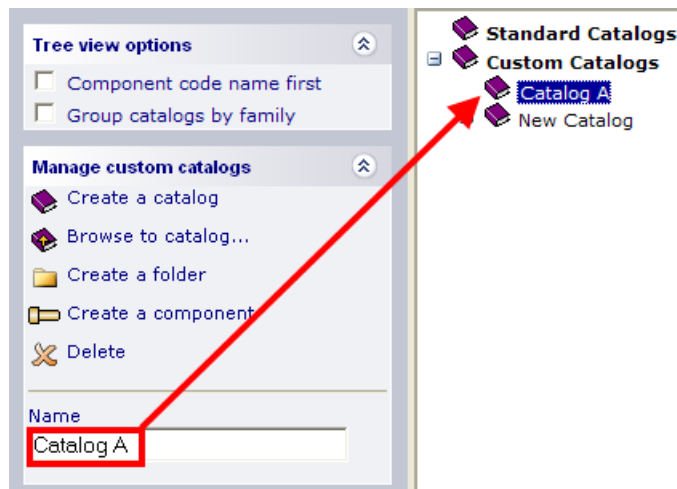 Tree view options
Component code name first
Group catalogs by family
Manage custom catalogs
Create a catalog
Browse to catalog...
Create a folder
Create a component
Delete
Name
Catalog A
Standard Catalogs
Custom Catalogs
Catalog A
New Catalog